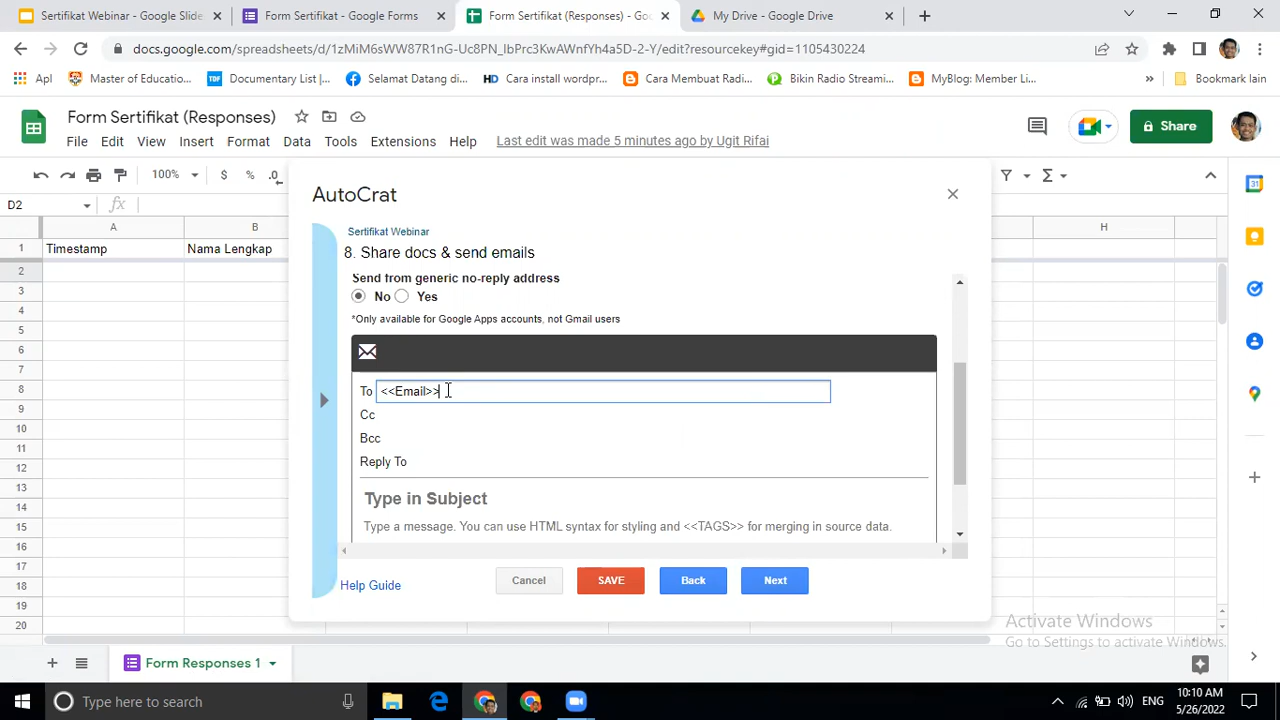 Sertifikat Webinar - Google Slid
Form Sertifikat - Google Forms
Form Sertifikat (Responses) - Go
My Drive - Google Drive
docs.google.com/spreadsheets/d/1zMiM6sWW87R1nG-Uc8PN_IbPrc3KwAWnfYh4a5D-2-Y/edit?resourcekey#gid=1105430224
Apl
Master of Education...
TDF Documentary List |...
Selamat Datang di...
HD Cara install wordpr...
Cara Membuat Radi...
Bikin Radio Streami...
MyBlog: Member Li...
»
Bookmark lain
Form Sertifikat (Responses)
File Edit View Insert Format Data Tools Extensions Help
Last edit was made 5 minutes ago by Ugit Rifai
Share
100% $ % .0
D2 fx
A B H
1 Timestamp Nama Lengkap
2
3
4
5
6
7
8
9
10
11
12
13
14
15
16
17
18
19
20
AutoCrat
Sertifikat Webinar
8. Share docs & send emails
Send from generic no-reply address
No Yes
*Only available for Google Apps accounts, not Gmail users
To <<Email>>
Cc
Bcc
Reply To
Type in Subject
Type a message. You can use HTML syntax for styling and <<TAGS>> for merging in source data.
Help Guide
Cancel SAVE Back Next
Activate Windows
Go to Settings to activate Windows.
Form Responses 1
Type here to search
ENG
10:10 AM
5/26/2022